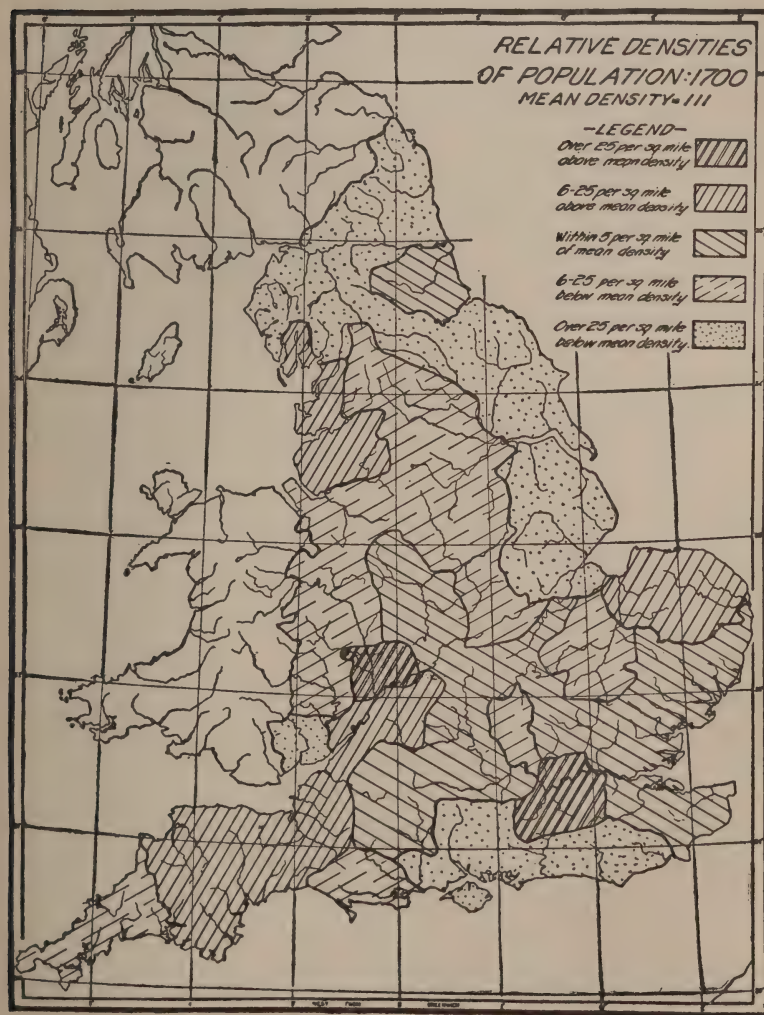 RELATIVE DENSITIES
OF POPULATION:1700
MEAN DENSITY=111
-LEGEND-
Over 25 per sq mile
above mean density
6-25 per sq mile
above mean density
Within 5 per sq mile
of mean density
6-25 per sq mile
below mean density
Over 25 per sq mile
below mean density